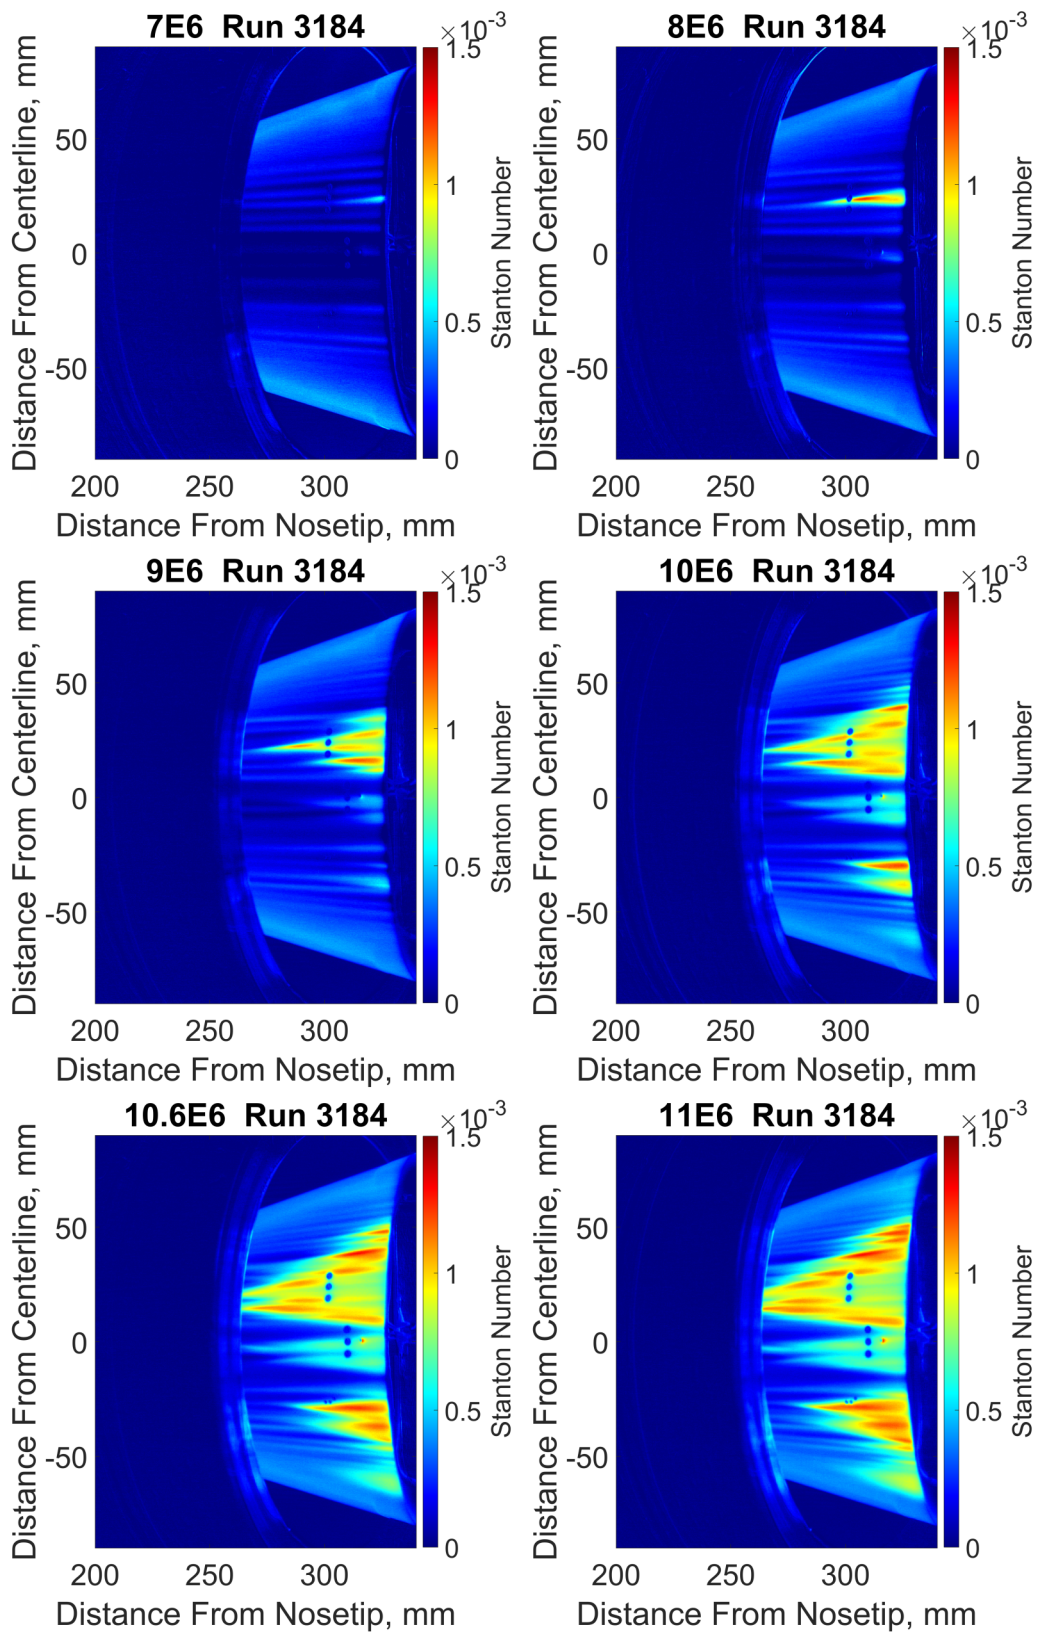 7E6 Run 3184
×10-3
1.5
1
0.5
0
Stanton Number
50
0
-50
Distance From Centerline, mm
200 250 300
Distance From Nosetip, mm
8E6 Run 3184
×10-3
1.5
1
0.5
0
Stanton Number
50
0
-50
Distance From Centerline, mm
200 250 300
Distance From Nosetip, mm
9E6 Run 3184
×10-3
1.5
1
0.5
0
Stanton Number
50
0
-50
Distance From Centerline, mm
200 250 300
Distance From Nosetip, mm
10E6 Run 3184
×10-3
1.5
1
0.5
0
Stanton Number
50
0
-50
Distance From Centerline, mm
200 250 300
Distance From Nosetip, mm
10.6E6 Run 3184
×10-3
1.5
1
0.5
0
Stanton Number
50
0
-50
Distance From Centerline, mm
200 250 300
Distance From Nosetip, mm
11E6 Run 3184
×10-3
1.5
1
0.5
0
Stanton Number
50
0
-50
Distance From Centerline, mm
200 250 300
Distance From Nosetip, mm